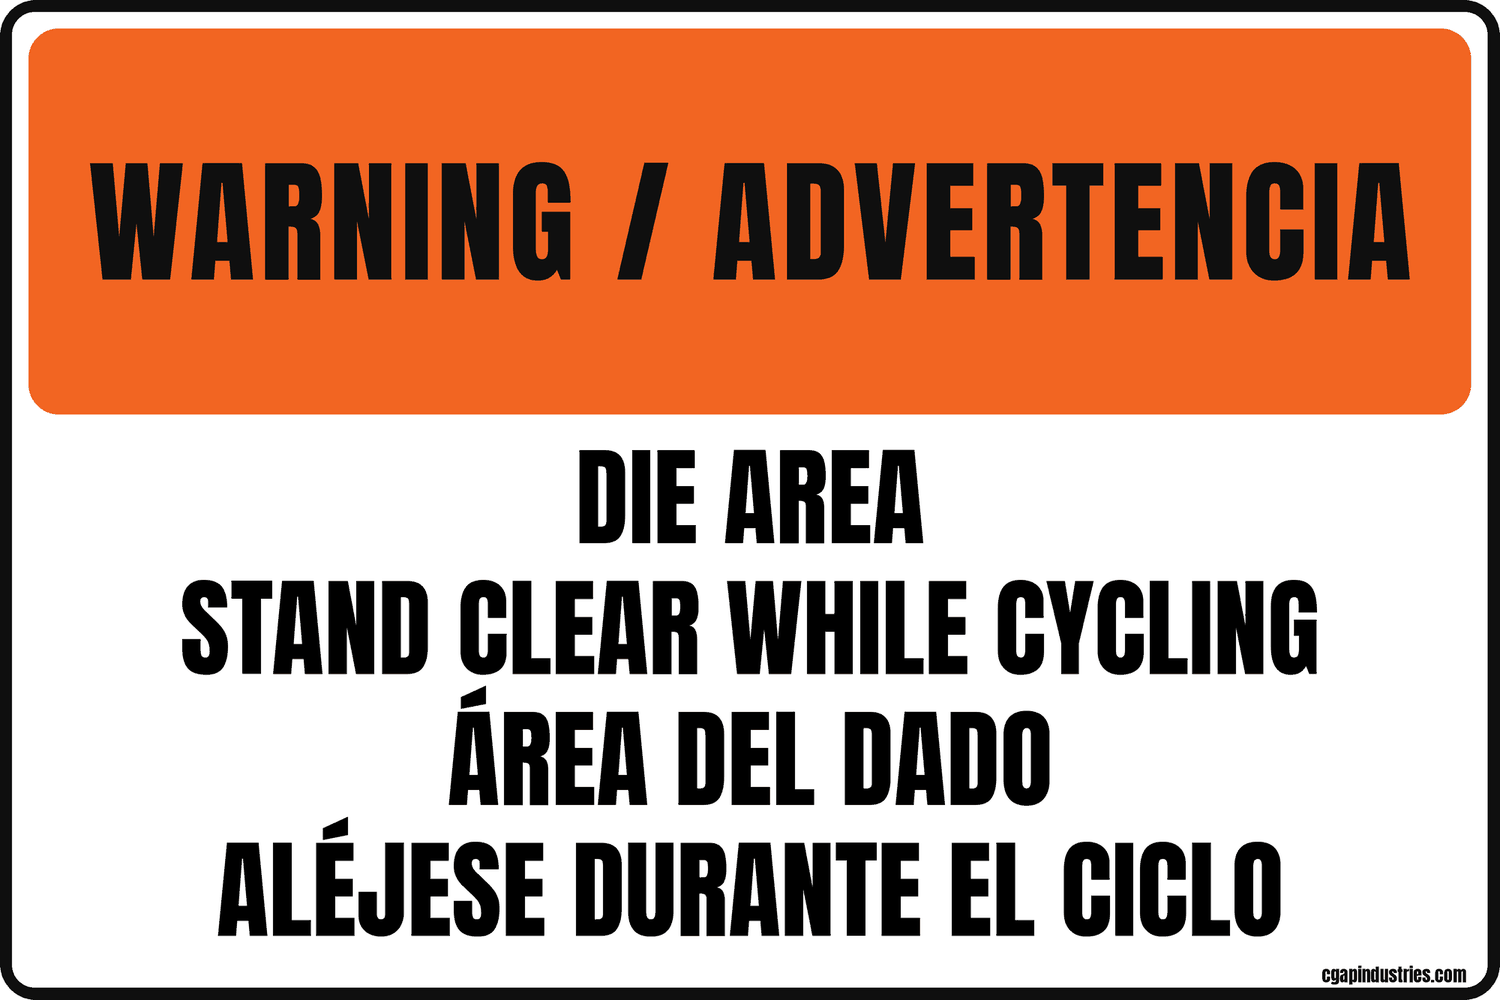 WARNING / ADVERTENCIA
DIE AREA
STAND CLEAR WHILE CYCLING
ÁREA DEL DADO
ALÉJESE DURANTE EL CICLO
cgapindustries.com